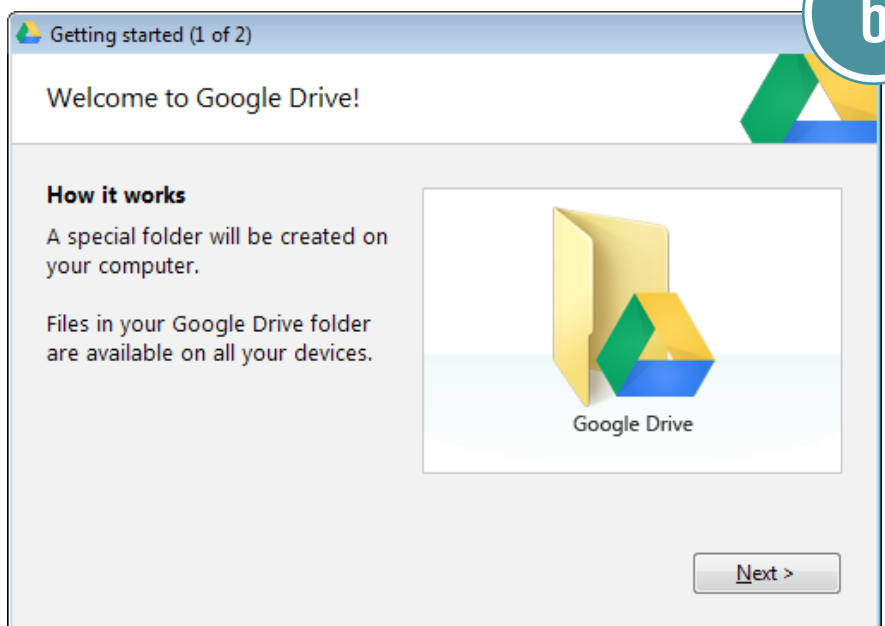 Getting started (1 of 2)
Welcome to Google Drive!
How it works
A special folder will be created on
your computer.
Files in your Google Drive folder
are available on all your devices.
Google Drive
Next >